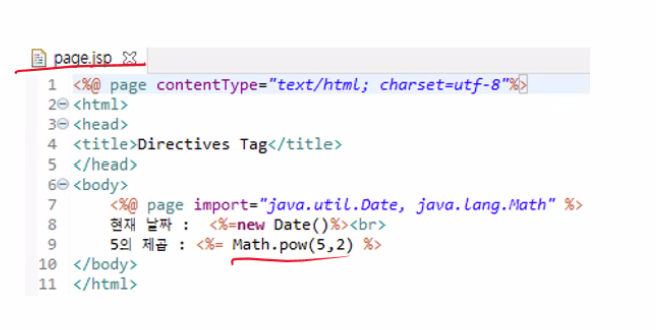 page.jsp
1 <%@ page contentType="text/html; charset=utf-8"%>
2 <html>
3 <head>
4 <title>Directives Tag</title>
5 </head>
6 <body>
7 <%@ page import="java.util.Date, java.lang.Math" %>
8 현재 날짜 : <%=new Date()%><br>
9 5의 제곱 : <%= Math.pow(5,2) %>
10 </body>
11 </html>